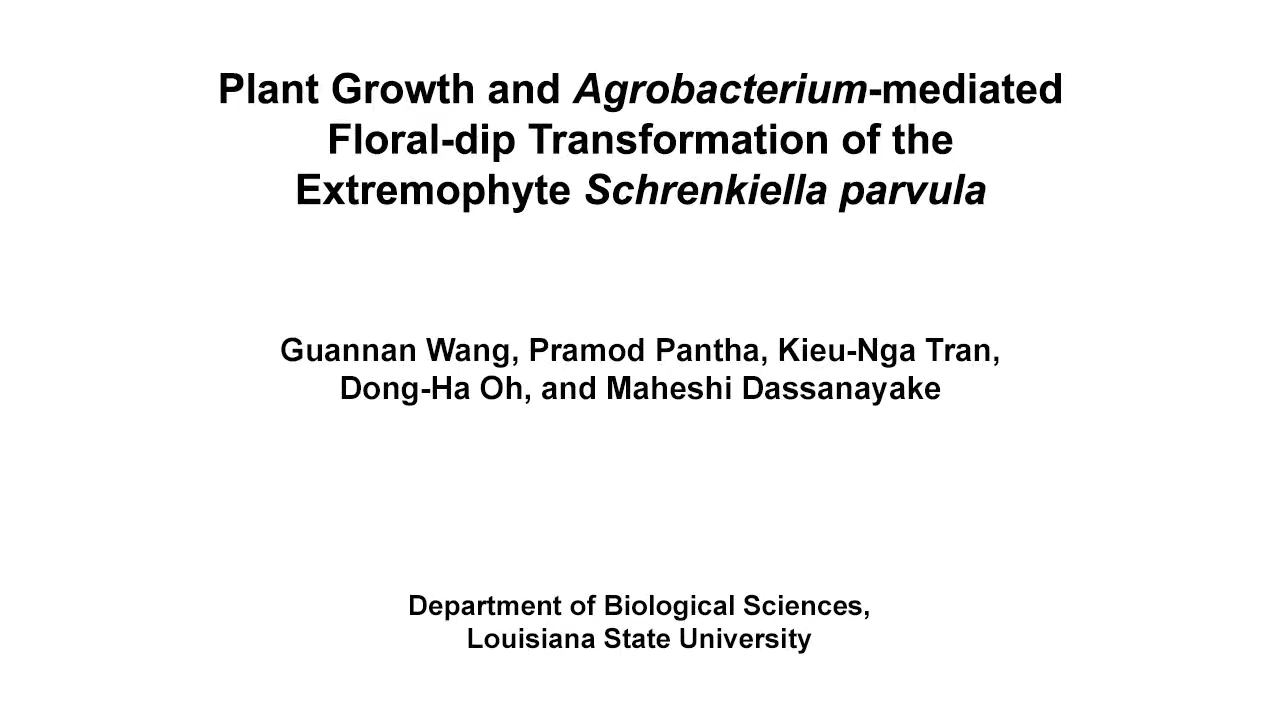 Plant Growth and Agrobacterium-mediated
Floral-dip Transformation of the
Extremophyte Schrenkiella parvula
Guannan Wang, Pramod Pantha, Kieu-Nga Tran,
Dong-Ha Oh, and Maheshi Dassanayake
Department of Biological Sciences,
Louisiana State University